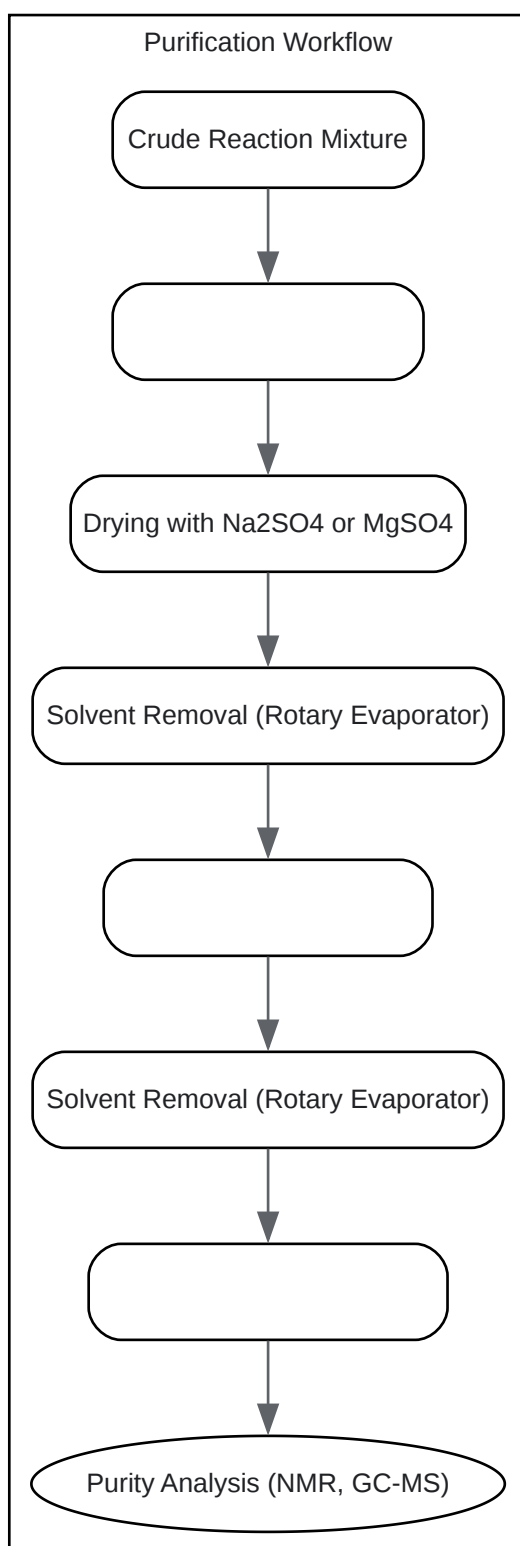 Purification Workflow
Crude Reaction Mixture
Drying with Na2SO4 or MgSO4
Solvent Removal (Rotary Evaporator)
Solvent Removal (Rotary Evaporator)
Purity Analysis (NMR, GC-MS)